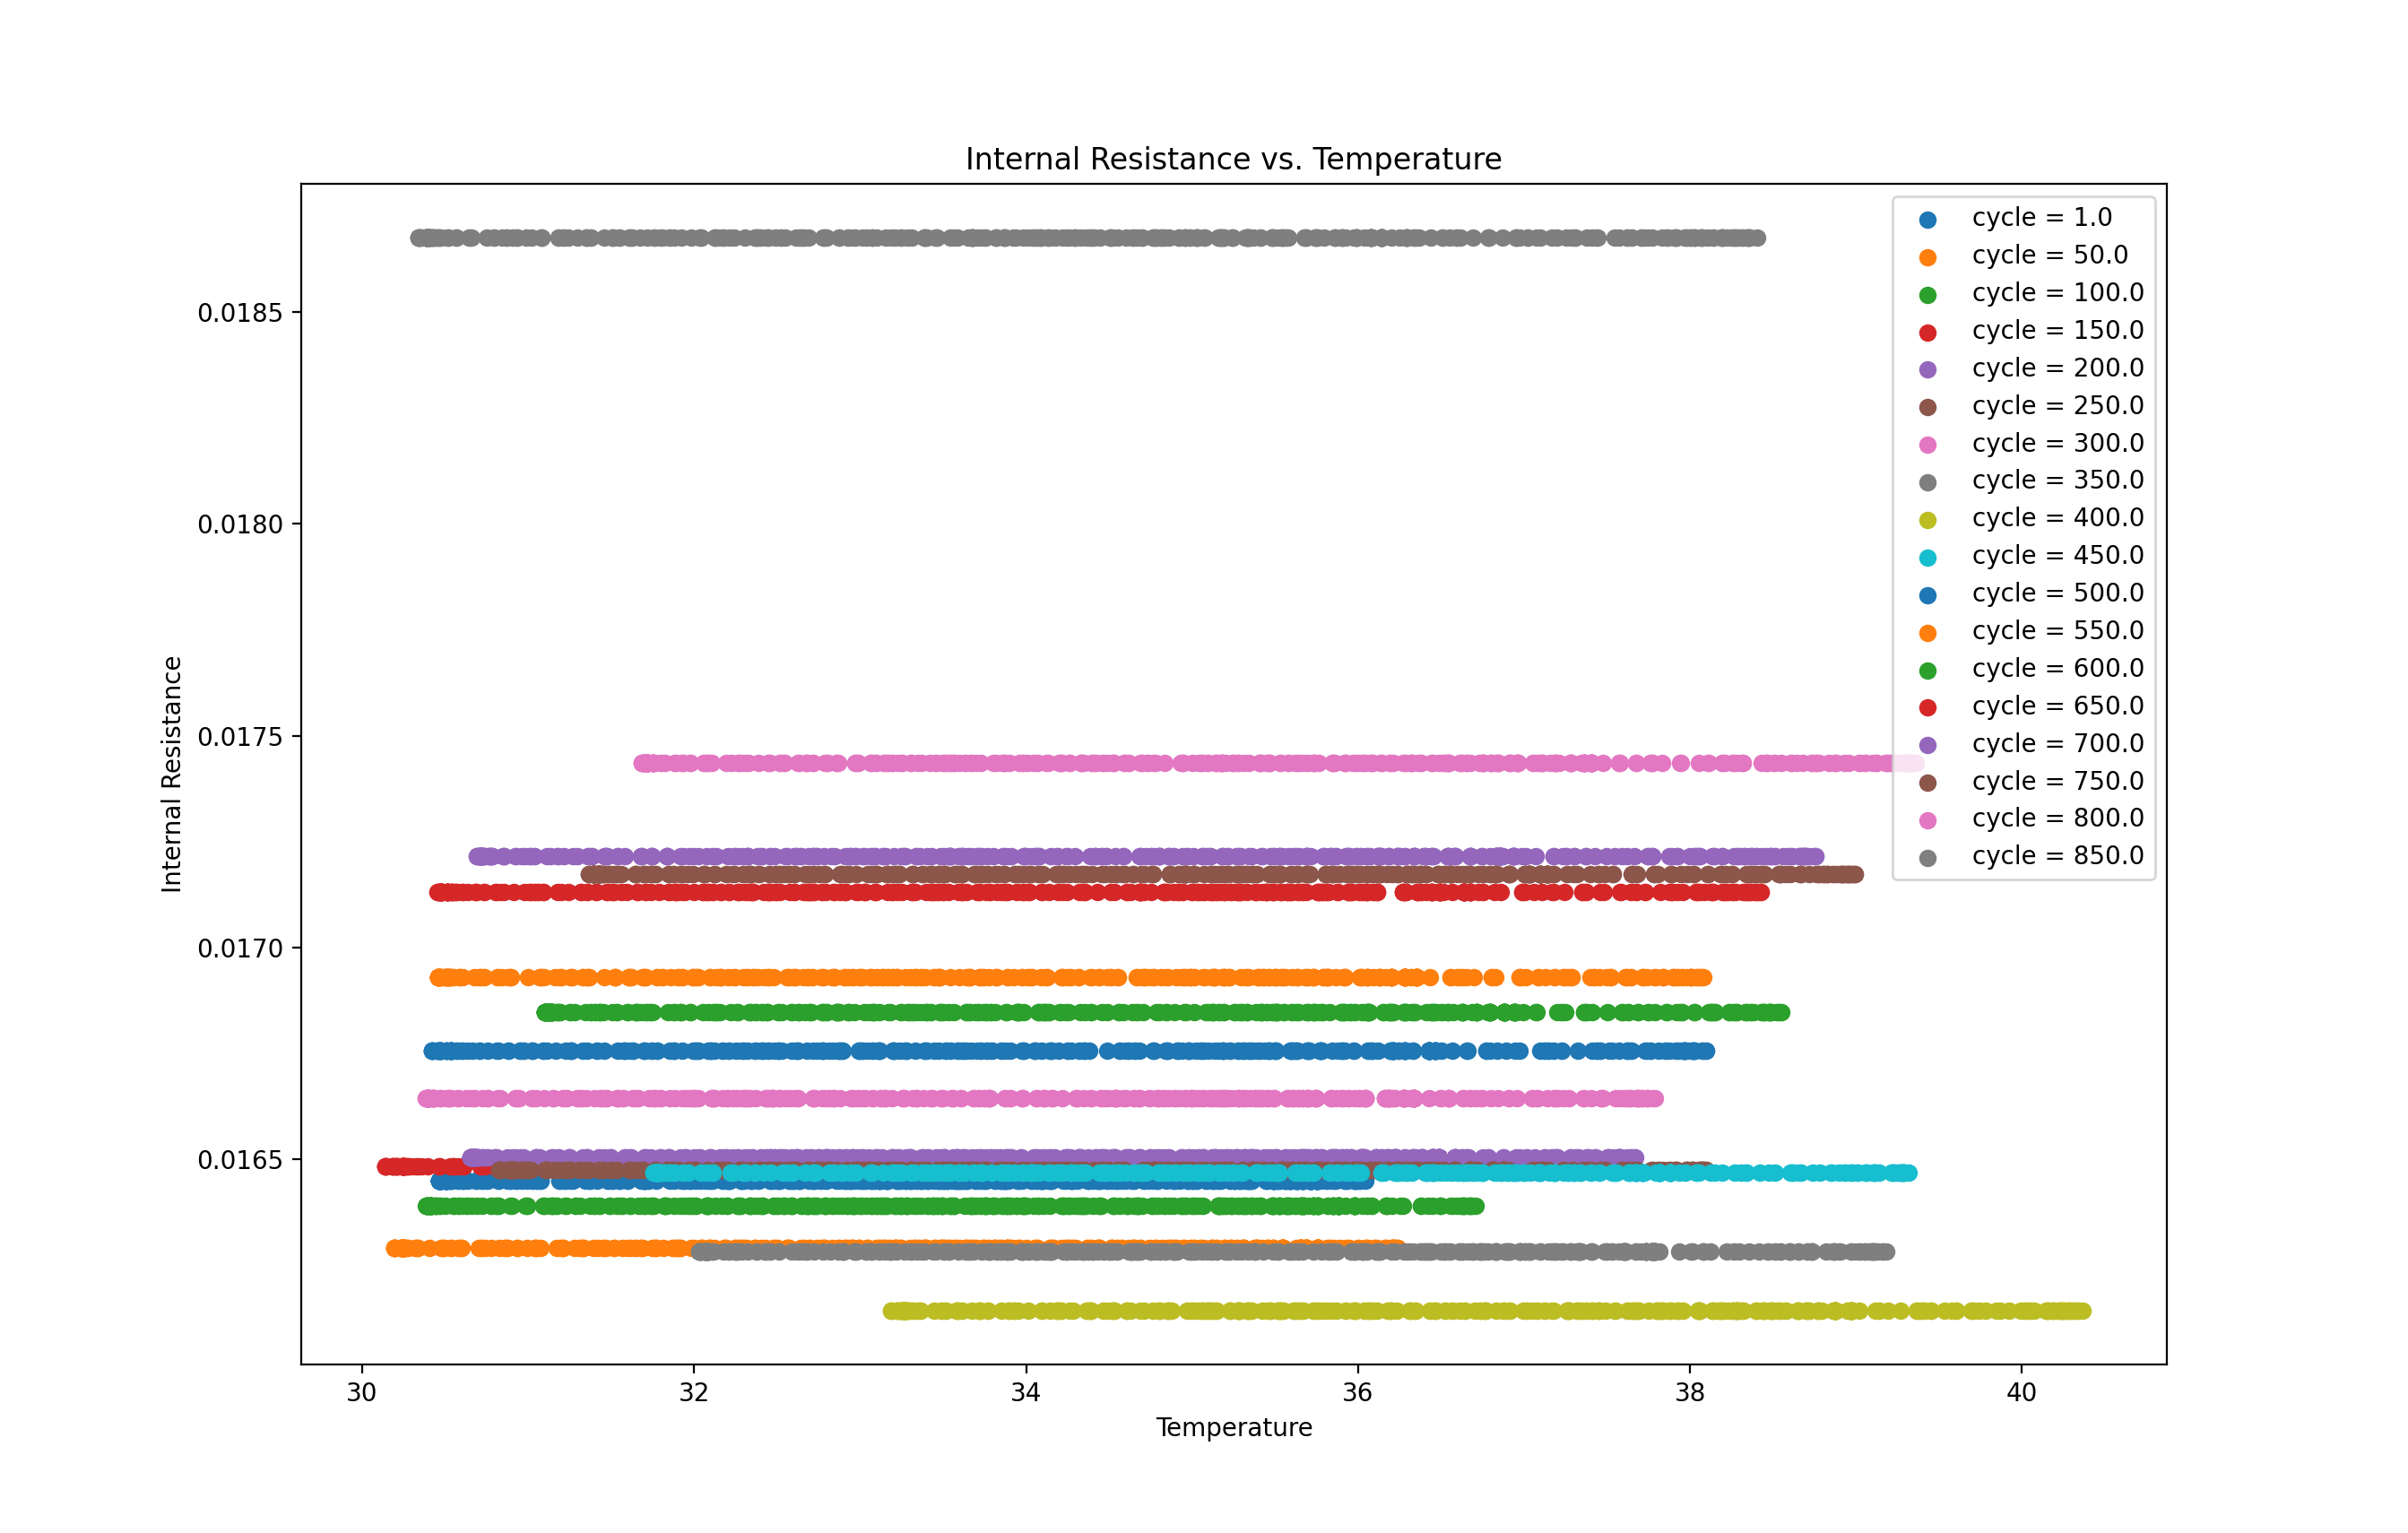 Internal Resistance vs. Temperature
cycle = 1.0
cycle = 50.0
cycle = 100.0
cycle = 150.0
cycle = 200.0
cycle = 250.0
cycle = 300.0
cycle = 350.0
cycle = 400.0
cycle = 450.0
cycle = 500.0
cycle = 550.0
cycle = 600.0
cycle = 650.0
cycle = 700.0
cycle = 750.0
cycle = 800.0
cycle = 850.0
Internal Resistance
0.0185
0.0180
0.0175
0.0170
0.0165
30 32 34 36 38 40
Temperature